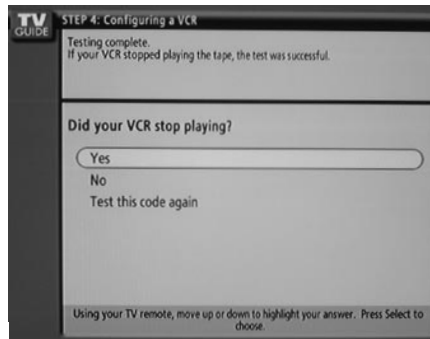 TV
GUIDE
STEP 4: Configuring a VCR
Testing complete.
If your VCR stopped playing the tape, the test was successful.
Did your VCR stop playing?
Yes
No
Test this code again
Using your TV remote, move up or down to highlight your answer. Press Select to
choose.